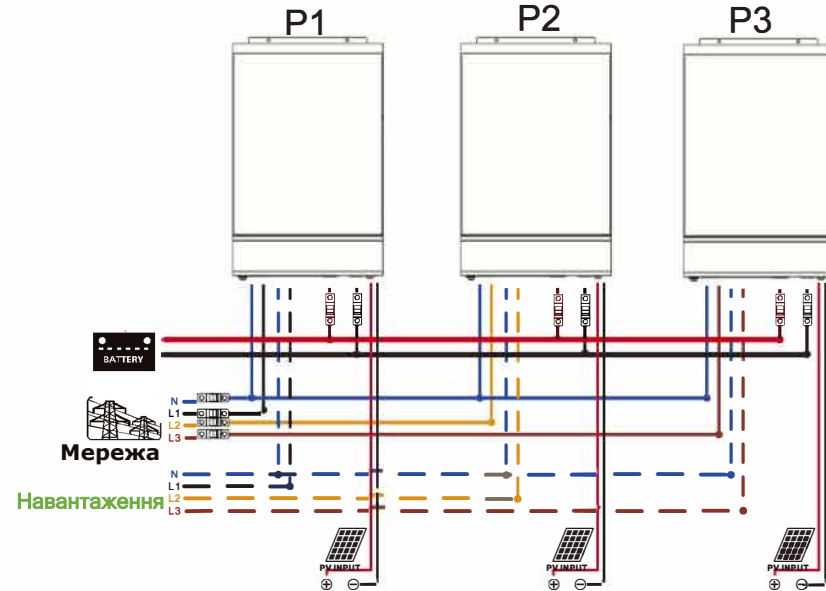 P1 P2 P3
BATTERY
N
L1
L2
L3
Мережа
N
L1
L2
L3
Навантаження
PV INPUT PV INPUT PV INPUT